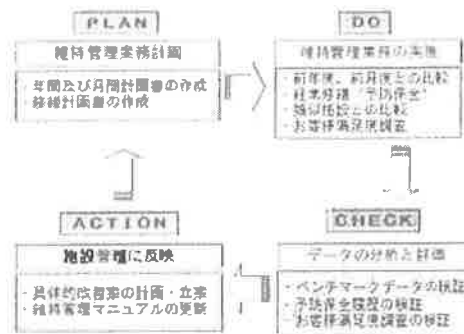 PLAN
維持管理業務計画
・年間及び月間計画書の作成
・修繕計画書の作成
DO
維持管理業務の実施
・前年度、前月度との比較
・経常修繕「予防保全」
・類似施設との比較
・お客様満足度調査
ACTION
施設管理に反映
・具体的改善案の計画・立案
・維持管理マニュアルの更新
CHECK
データの分析と評価
・ベンチマークデータの検証
・予防保全履歴の検証
・お客様満足度調査の検証